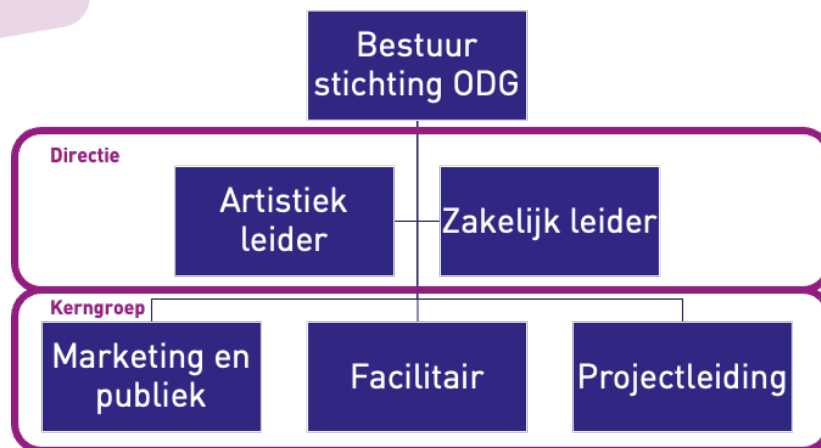 Bestuur
stichting ODG
Directie
Artistiek
leider
Zakelijk leider
Kerngroep
Marketing en
publiek
Facilitair
Projectleiding